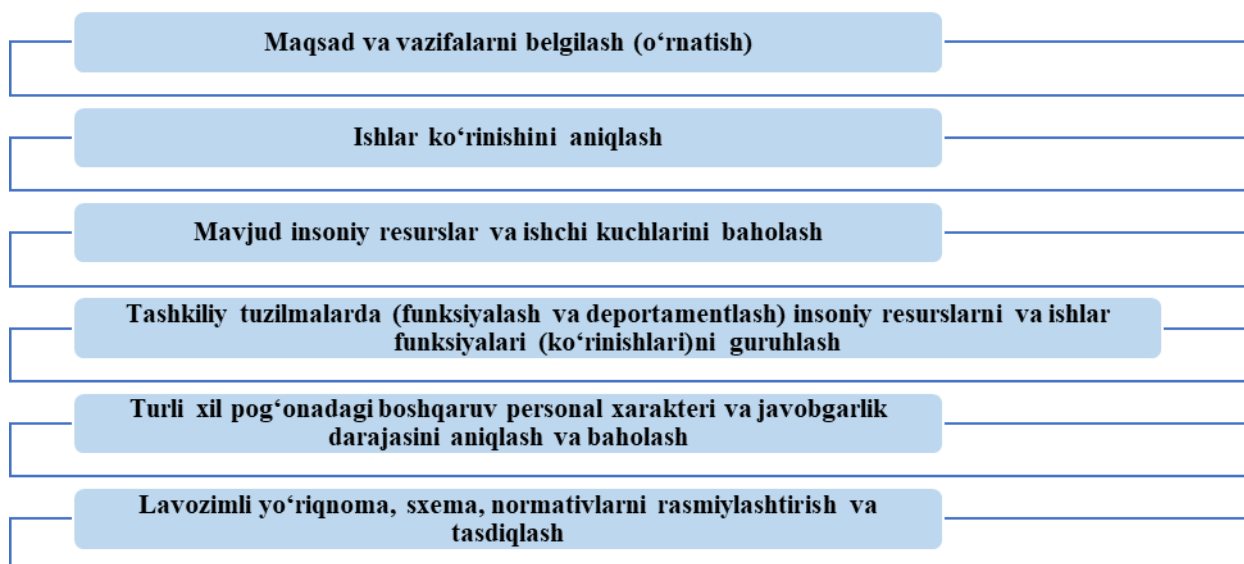 Maqsad va vazifalarni belgilash (o‘rnatish)
Ishlar ko‘rinishini aniqlash
Mavjud insoniy resurslar va ishchi kuchlarini baholash
Tashkiliy tuzilmalarda (funksiyalash va deportamentlash) insoniy resurslarni va ishlar
funksiyalari (ko‘rinishlari)ni guruhlash
Turli xil pog‘onadagi boshqaruv personal xarakteri va javobgarlik
darajasini aniqlash va baholash
Lavozimli yo‘riqnoma, sxema, normativlarni rasmiylashtirish va
tasdiqlash